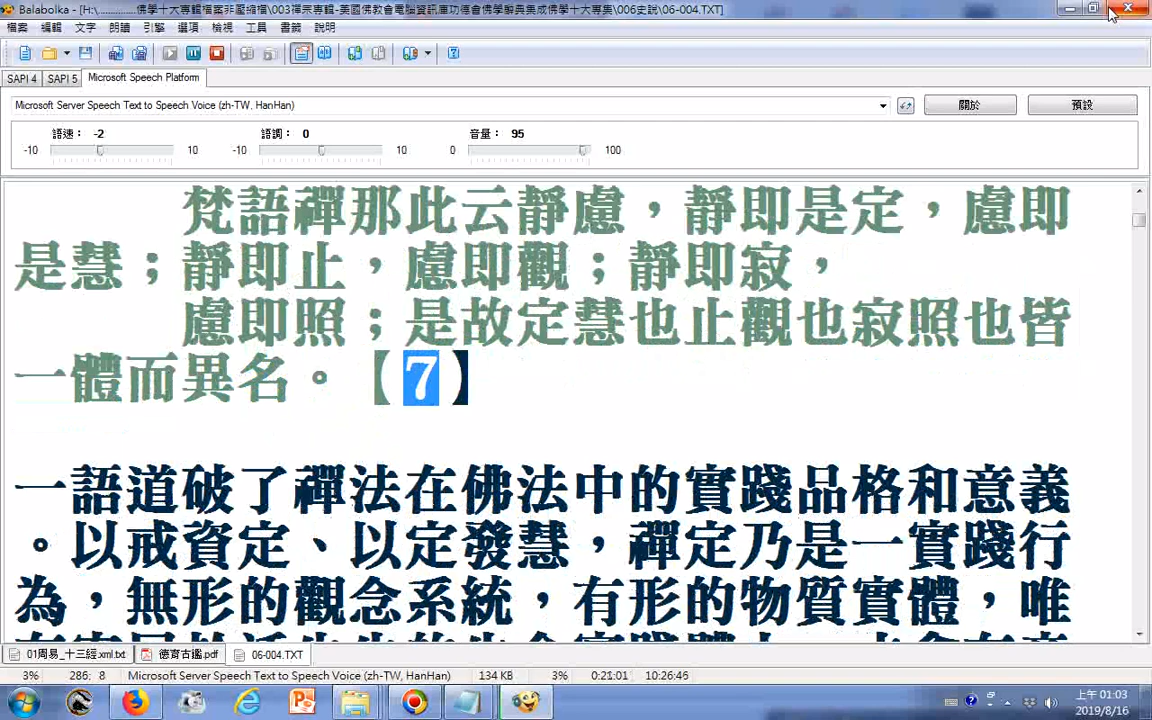 Balabolka - [H:\...............佛學十大專輯檔案非壓縮檔\003禪宗專輯-美國佛教會電腦資訊庫功德會佛學辭典集成佛學十大專集\006史說\06-004.TXT]
檔案 編輯 文字 朗讀 引擎 選項 檢視 工具 書籤 說明
SAPI 4 SAPI 5 Microsoft Speech Platform
Microsoft Server Speech Text to Speech Voice (zh-TW, HanHan) 關於 預設
語速： -2 語調： 0 音量： 95
-10 10 -10 10 0 100
梵語禪那此云靜慮，靜即是定，慮即
是慧；靜即止，慮即觀；靜即寂，
慮即照；是故定慧也止觀也寂照也皆
一體而異名。【7】
一語道破了禪法在佛法中的實踐品格和意義
。以戒資定、以定發慧，禪定乃是一實踐行
為，無形的觀念系統，有形的物質實體，唯
01周易_十三經.xml.txt 德育古鑑.pdf 06-004.TXT
3% 286: 8 Microsoft Server Speech Text to Speech Voice (zh-TW, HanHan) 134 KB 3% 0:21:01 10:26:46
上午 01:03
2019/8/16